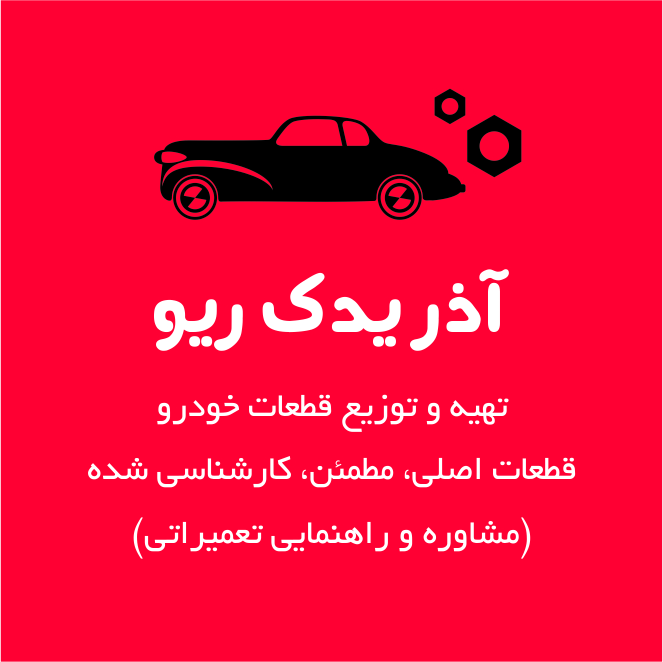 آذر یدک ریو
تهیه و توزیع قطعات خودرو
قطعات اصلی، مطمئن، کارشناسی شده
(مشاوره و راهنمایی تعمیراتی)